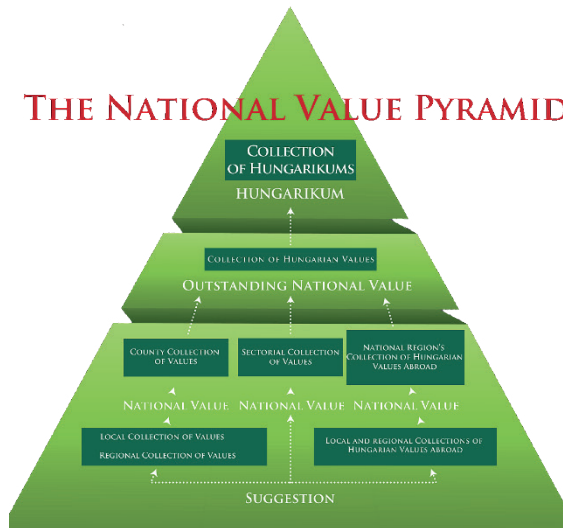 The National Value Pyramid
Collection
of Hungarikums
HUNGARIKUM
Collection of Hungarian Values
Outstanding National Value
County Collection
of Values
Sectorial Collection
of Values
National Region's
Collection of Hungarian
Values Abroad
National Value
National Value
National Value
Local Collection of Values
Regional Collection of Values
Local and regional Collections of
Hungarian Values Abroad
Suggestion